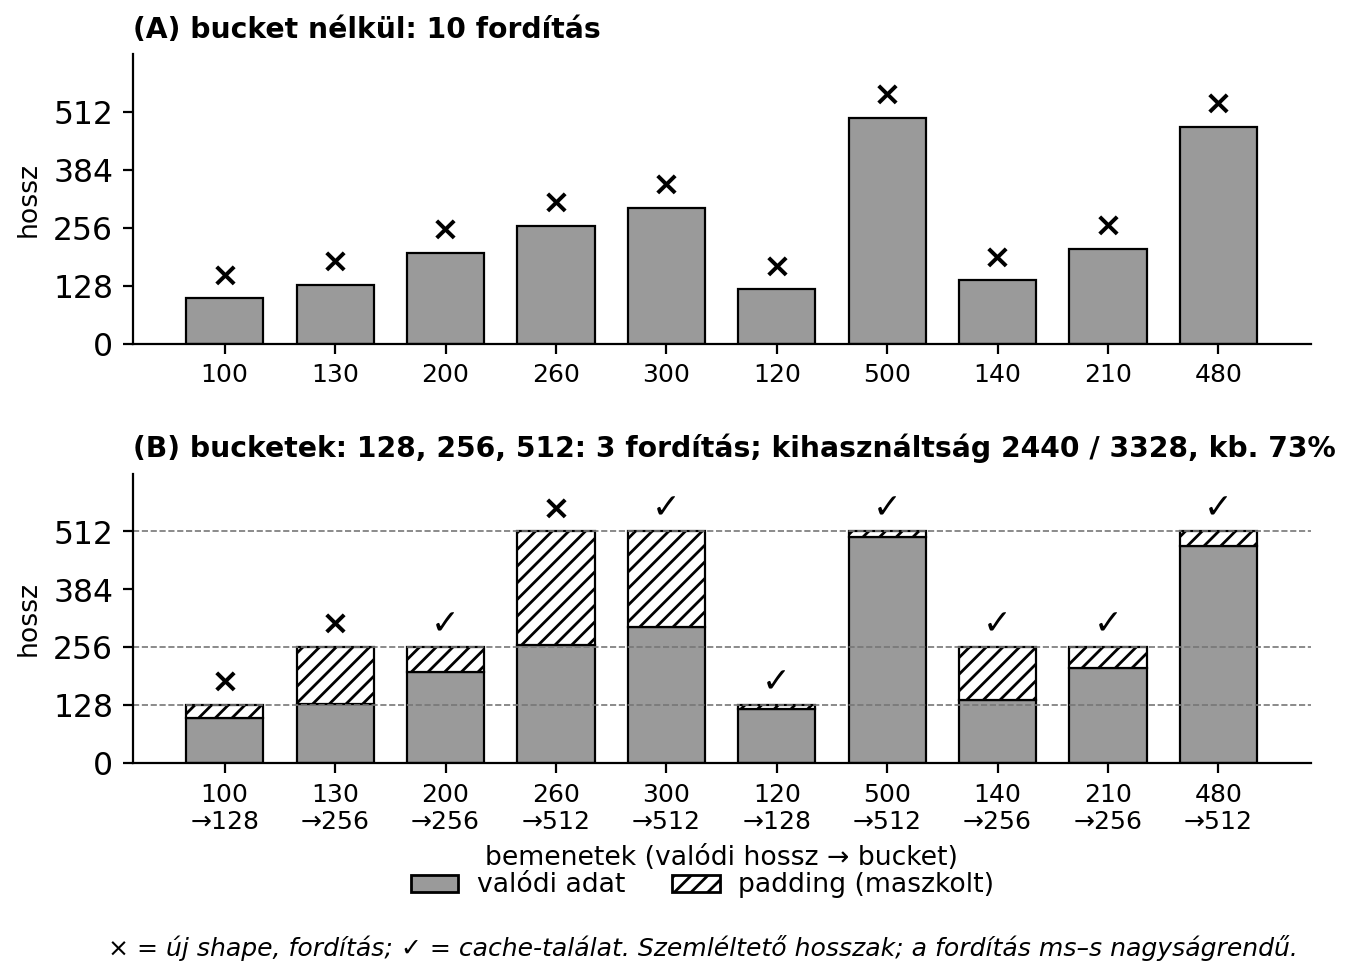 (A) bucket nélkül: 10 fordítás
hossz
512
384
256
128
0
100 130 200 260 300 120 500 140 210 480
(B) bucketek: 128, 256, 512: 3 fordítás; kihasználtság 2440 / 3328, kb. 73%
hossz
512
384
256
128
0
100 130 200 260 300 120 500 140 210 480
→128 →256 →256 →512 →512 →128 →512 →256 →256 →512
bemenetek (valódi hossz → bucket)
valódi adat padding (maszkolt)
× = új shape, fordítás; ✓ = cache-találat. Szemléltető hosszak; a fordítás ms–s nagyságrendű.